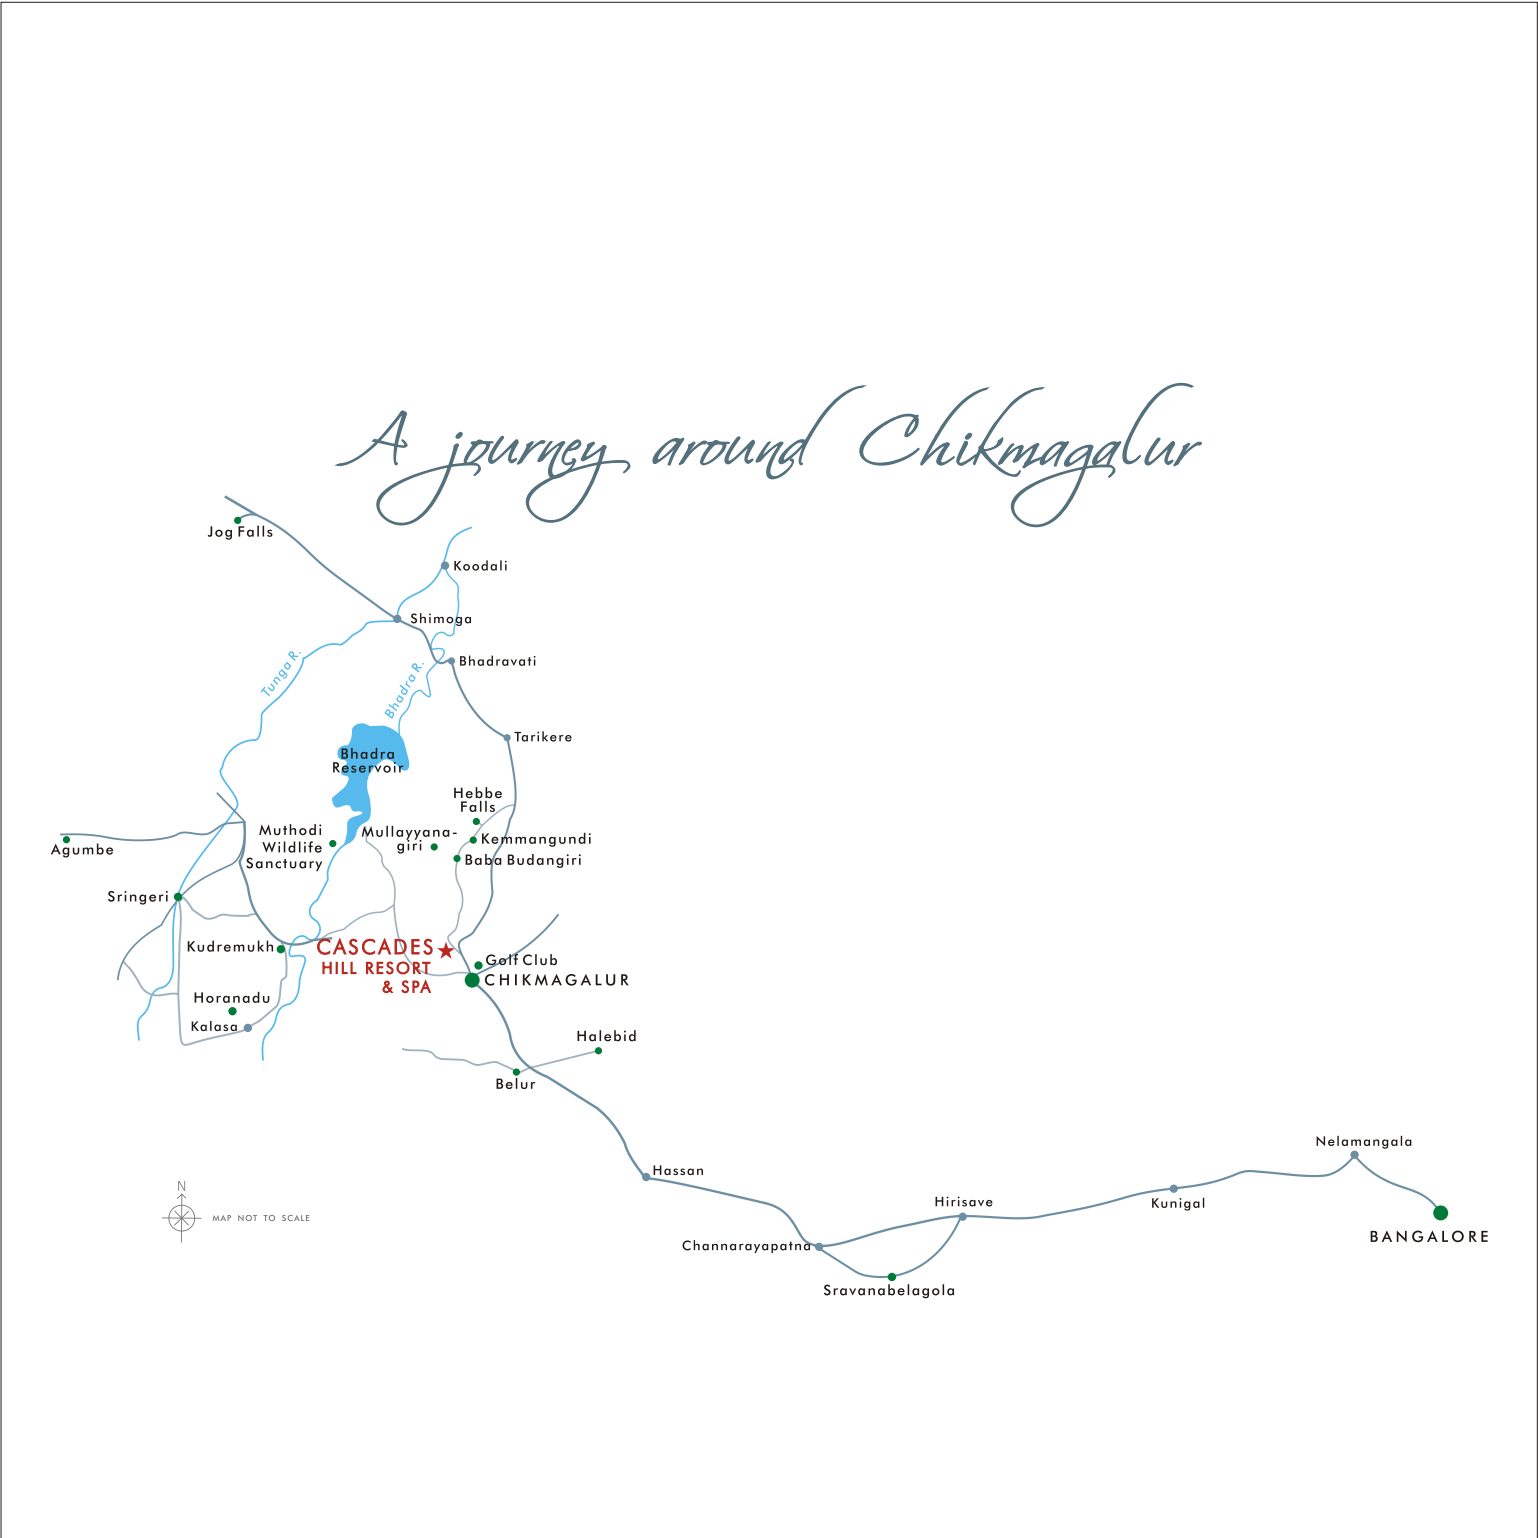 A journey around Chikmagalur
Jog Falls
Koodali
Shimoga
Tunga R.
Bhadra R.
Bhadravati
Tarikere
Bhadra
Reservoir
Hebbe
Falls
Muthodi
Wildlife
Sanctuary
Mullayyana-
giri
Kemmangundi
Baba Budangiri
Agumbe
Sringeri
Kudremukh
CASCADES
HILL RESORT
& SPA
Golf Club
CHIKMAGALUR
Horanadu
Kalasa
Halebid
Belur
Hassan
Nelamangala
Hirisave
Kunigal
BANGALORE
Channarayapatna
Sravanabelagola
N
MAP NOT TO SCALE